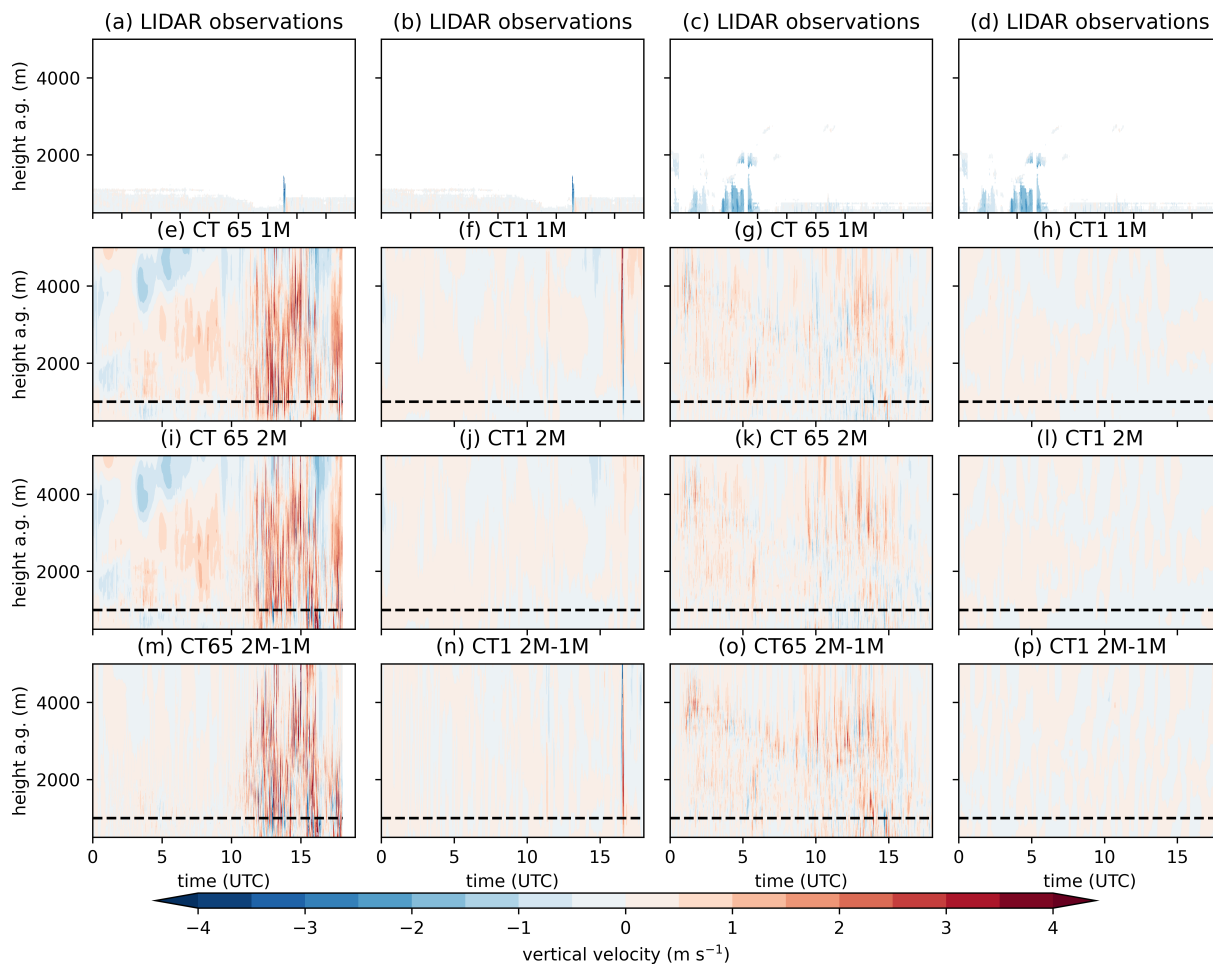 (a) LIDAR observations (b) LIDAR observations (c) LIDAR observations (d) LIDAR observations
height a.g. (m)
4000
2000
(e) CT 65 1M (f) CT1 1M (g) CT 65 1M (h) CT1 1M
height a.g. (m)
4000
2000
(i) CT 65 2M (j) CT1 2M (k) CT 65 2M (l) CT1 2M
height a.g. (m)
4000
2000
(m) CT65 2M-1M (n) CT1 2M-1M (o) CT65 2M-1M (p) CT1 2M-1M
height a.g. (m)
4000
2000
0 5 10 15 0 5 10 15 0 5 10 15 0 5 10 15
time (UTC) time (UTC) time (UTC) time (UTC)
−4 −3 −2 −1 0 1 2 3 4
vertical velocity (m s⁻¹)